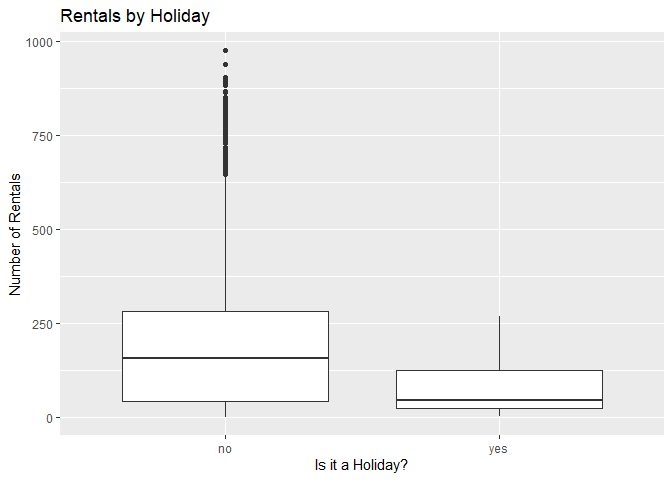 Rentals by Holiday
1000
750
500
250
0
Number of Rentals
no
yes
Is it a Holiday?